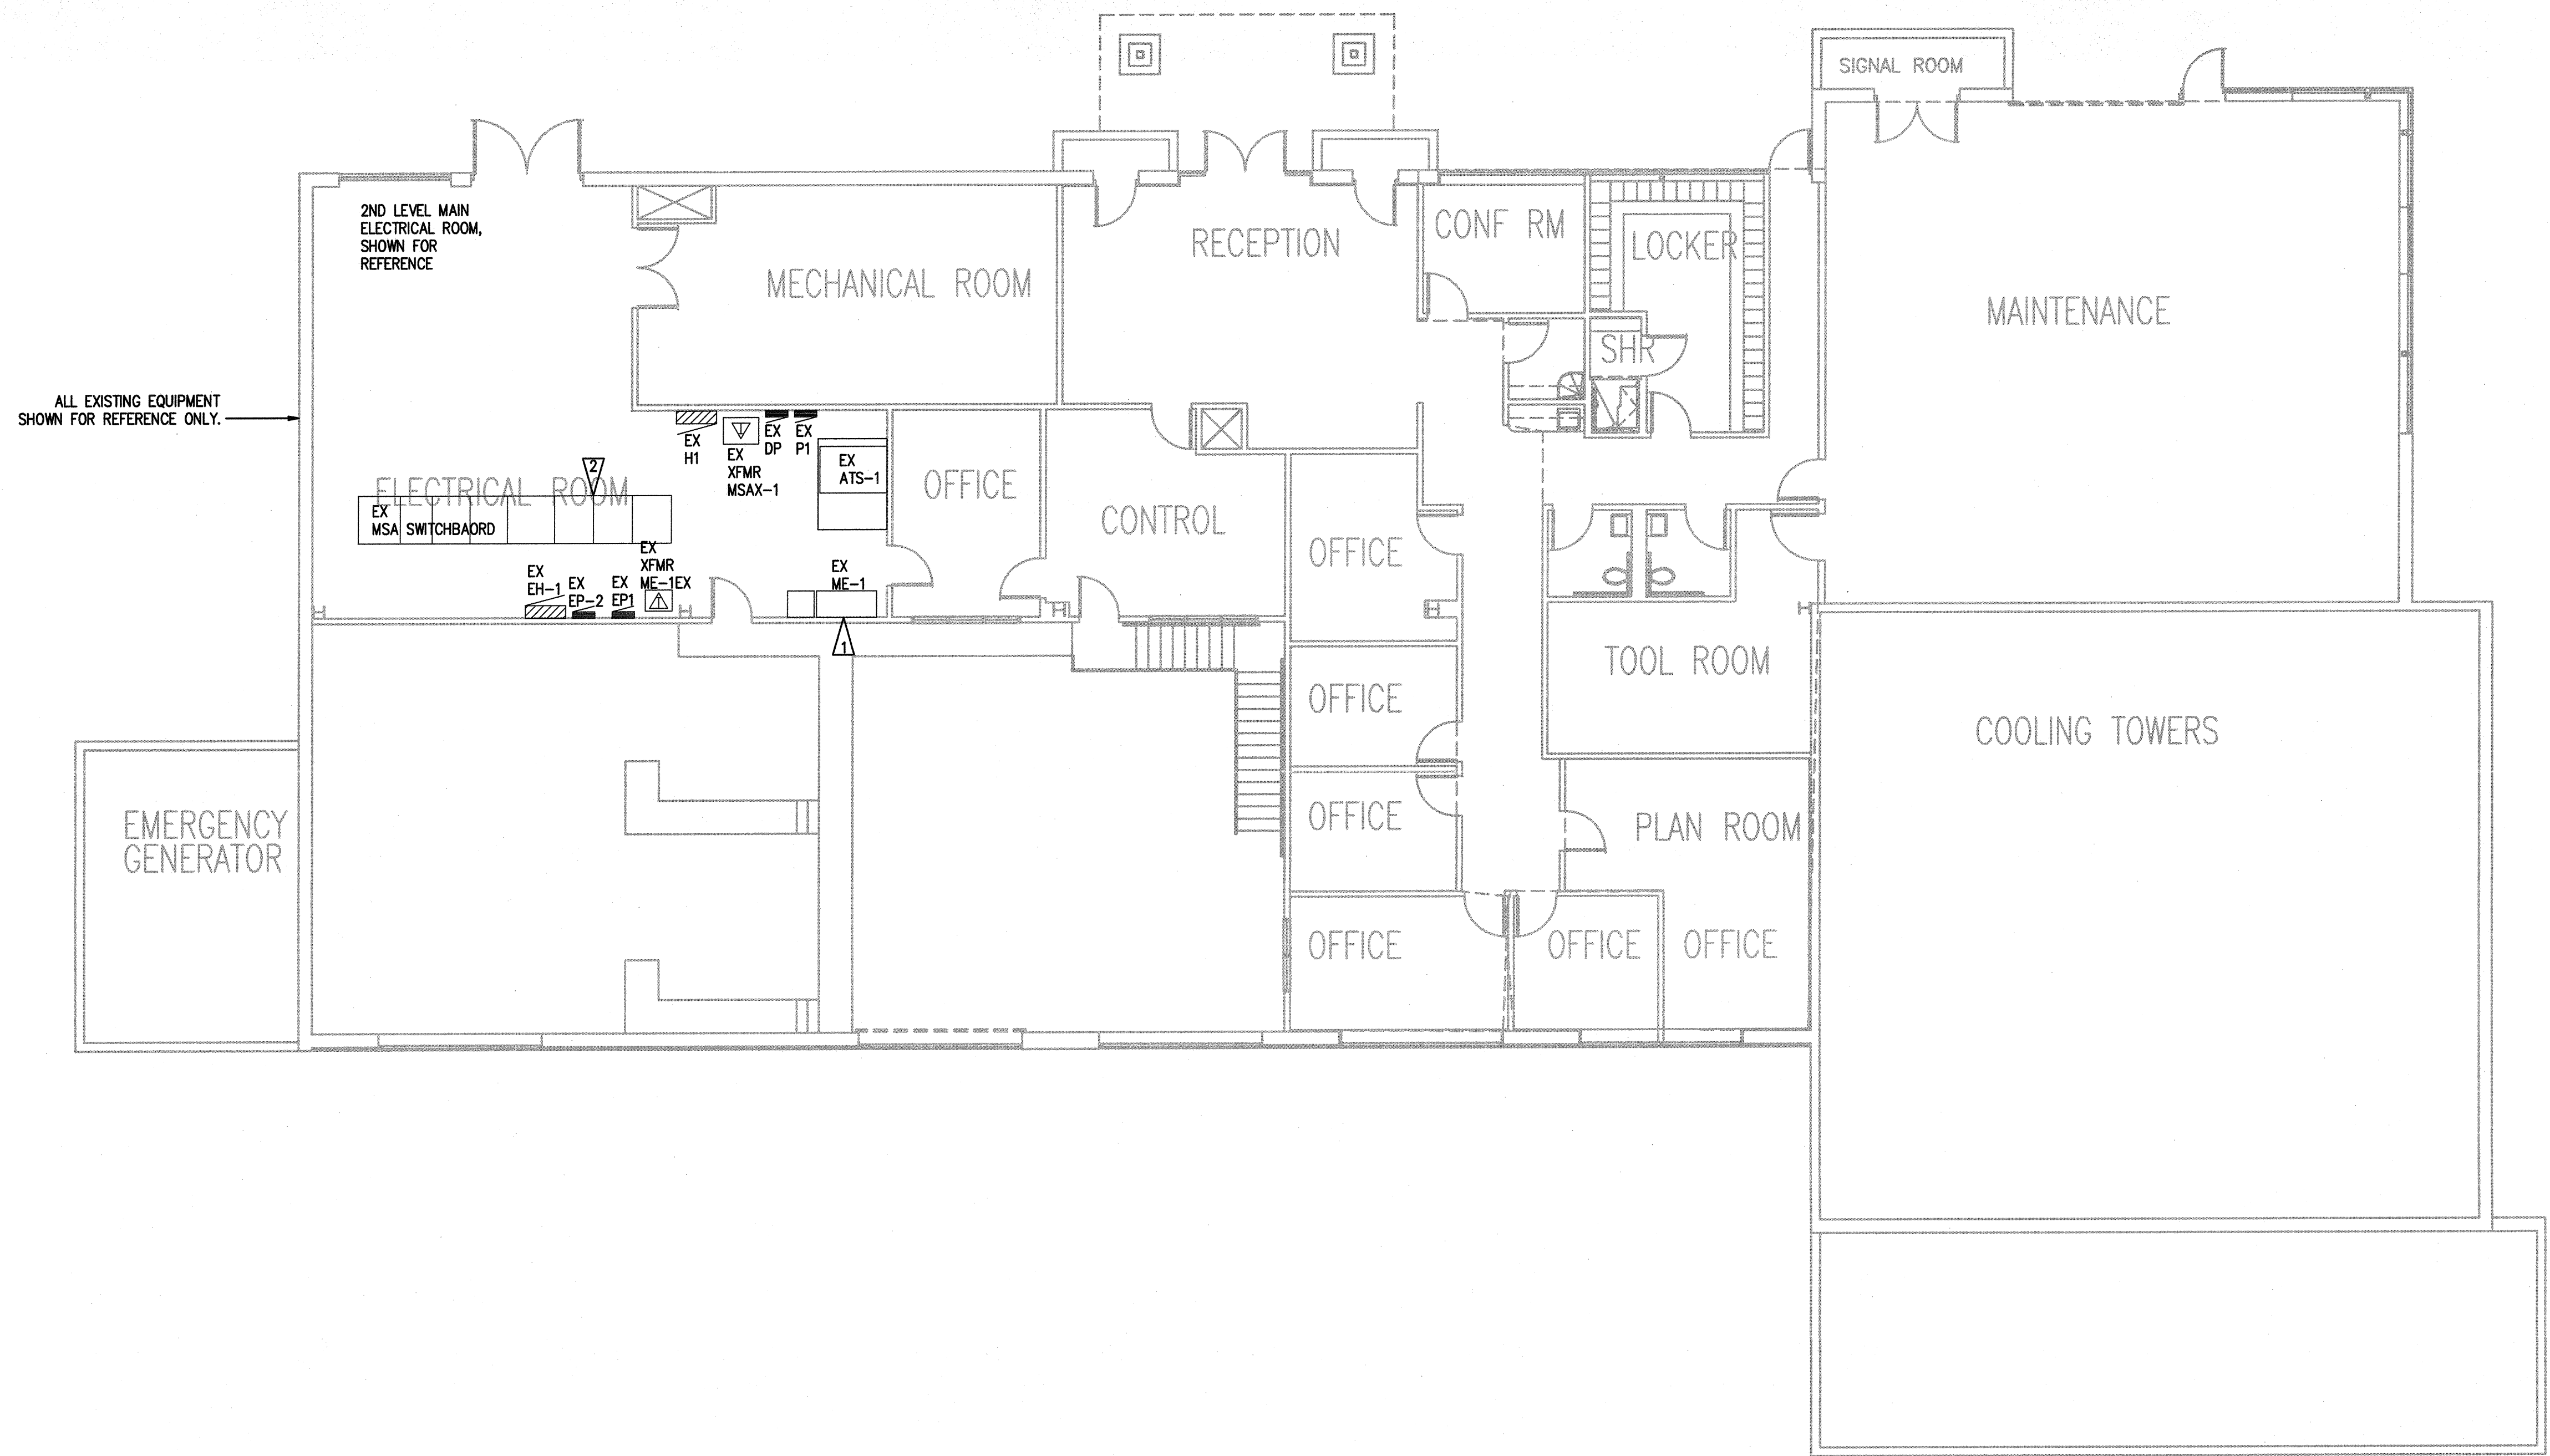 SIGNAL ROOM
2ND LEVEL MAIN
ELECTRICAL ROOM,
SHOWN FOR
REFERENCE
MECHANICAL ROOM
RECEPTION
CONF RM
LOCKER
MAINTENANCE
SHR
ALL EXISTING EQUIPMENT
SHOWN FOR REFERENCE ONLY.
EX
H1
EX
XFMR
MSAX-1
EX
DP
EX
P1
EX
ATS-1
2
ELECTRICAL ROOM
EX
MSA SWITCHBAORD
OFFICE
CONTROL
OFFICE
EX
EH-1
EX
EP-2
EX
EP1
EX
XFMR
ME-1EX
EX
ME-1
1
OFFICE
TOOL ROOM
COOLING TOWERS
OFFICE
PLAN ROOM
EMERGENCY
GENERATOR
OFFICE
OFFICE
OFFICE